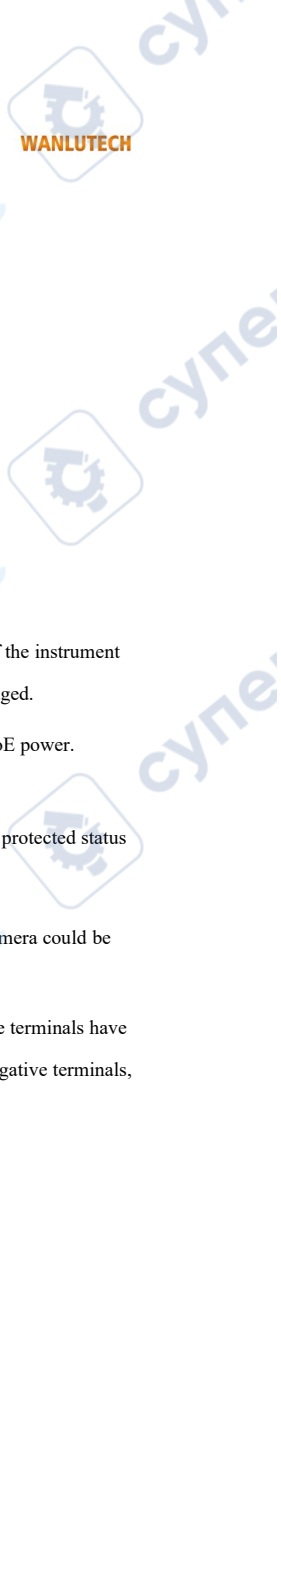 WANLUTECH
the instrument
ged.
E power.
protected status
mera could be
terminals have
gative terminals,